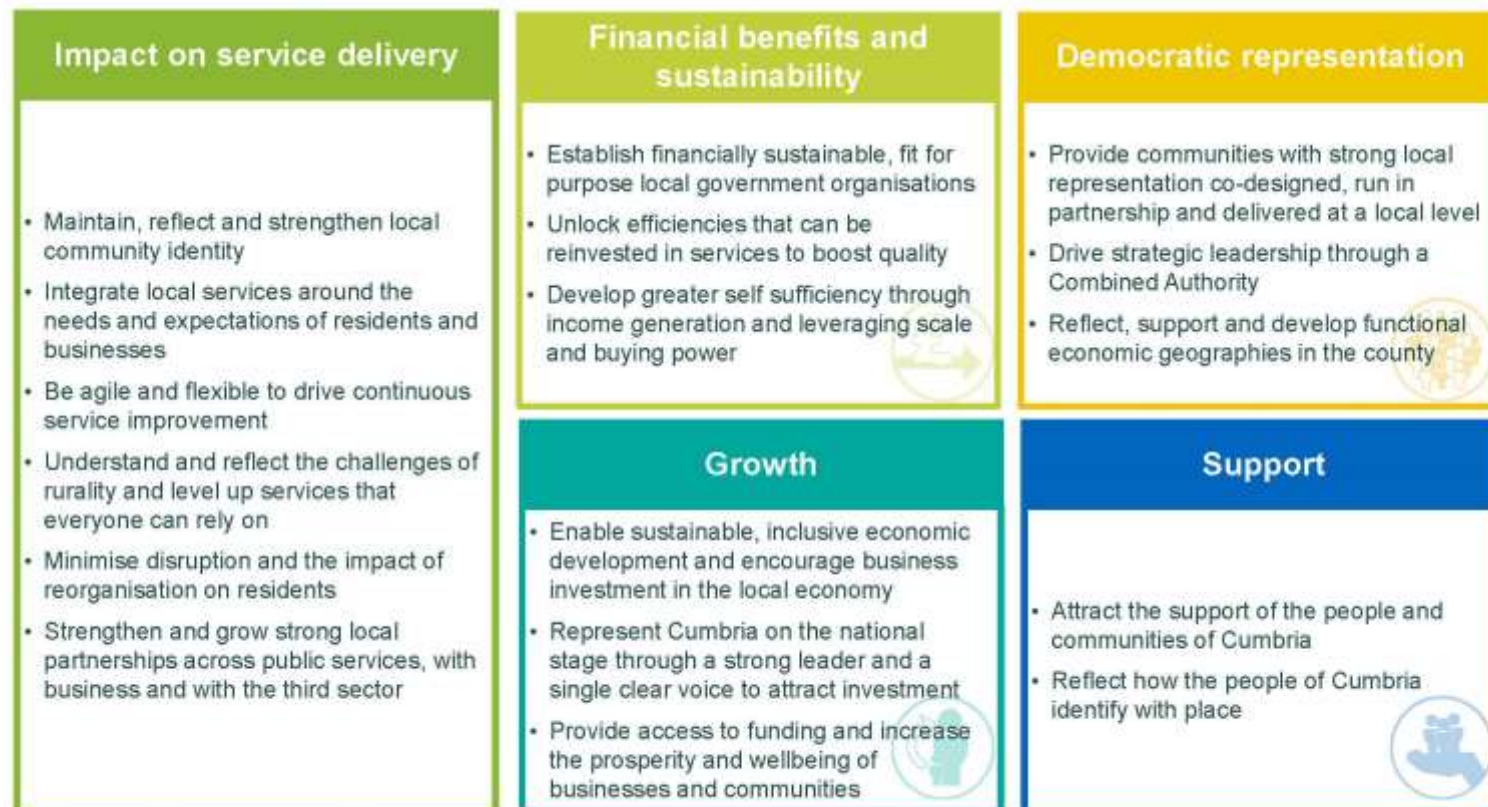 Impact on service delivery
• Maintain, reflect and strengthen local
community identity
• Integrate local services around the
needs and expectations of residents and
businesses
• Be agile and flexible to drive continuous
service improvement
• Understand and reflect the challenges of
rurality and level up services that
everyone can rely on
• Minimise disruption and the impact of
reorganisation on residents
• Strengthen and grow strong local
partnerships across public services, with
business and with the third sector
Financial benefits and
sustainability
• Establish financially sustainable, fit for
purpose local government organisations
• Unlock efficiencies that can be
reinvested in services to boost quality
• Develop greater self sufficiency through
income generation and leveraging scale
and buying power
Democratic representation
• Provide communities with strong local
representation co-designed, run in
partnership and delivered at a local level
• Drive strategic leadership through a
Combined Authority
• Reflect, support and develop functional
economic geographies in the county
Growth
• Enable sustainable, inclusive economic
development and encourage business
investment in the local economy
• Represent Cumbria on the national
stage through a strong leader and a
single clear voice to attract investment
• Provide access to funding and increase
the prosperity and wellbeing of
businesses and communities
Support
• Attract the support of the people and
communities of Cumbria
• Reflect how the people of Cumbria
identify with place